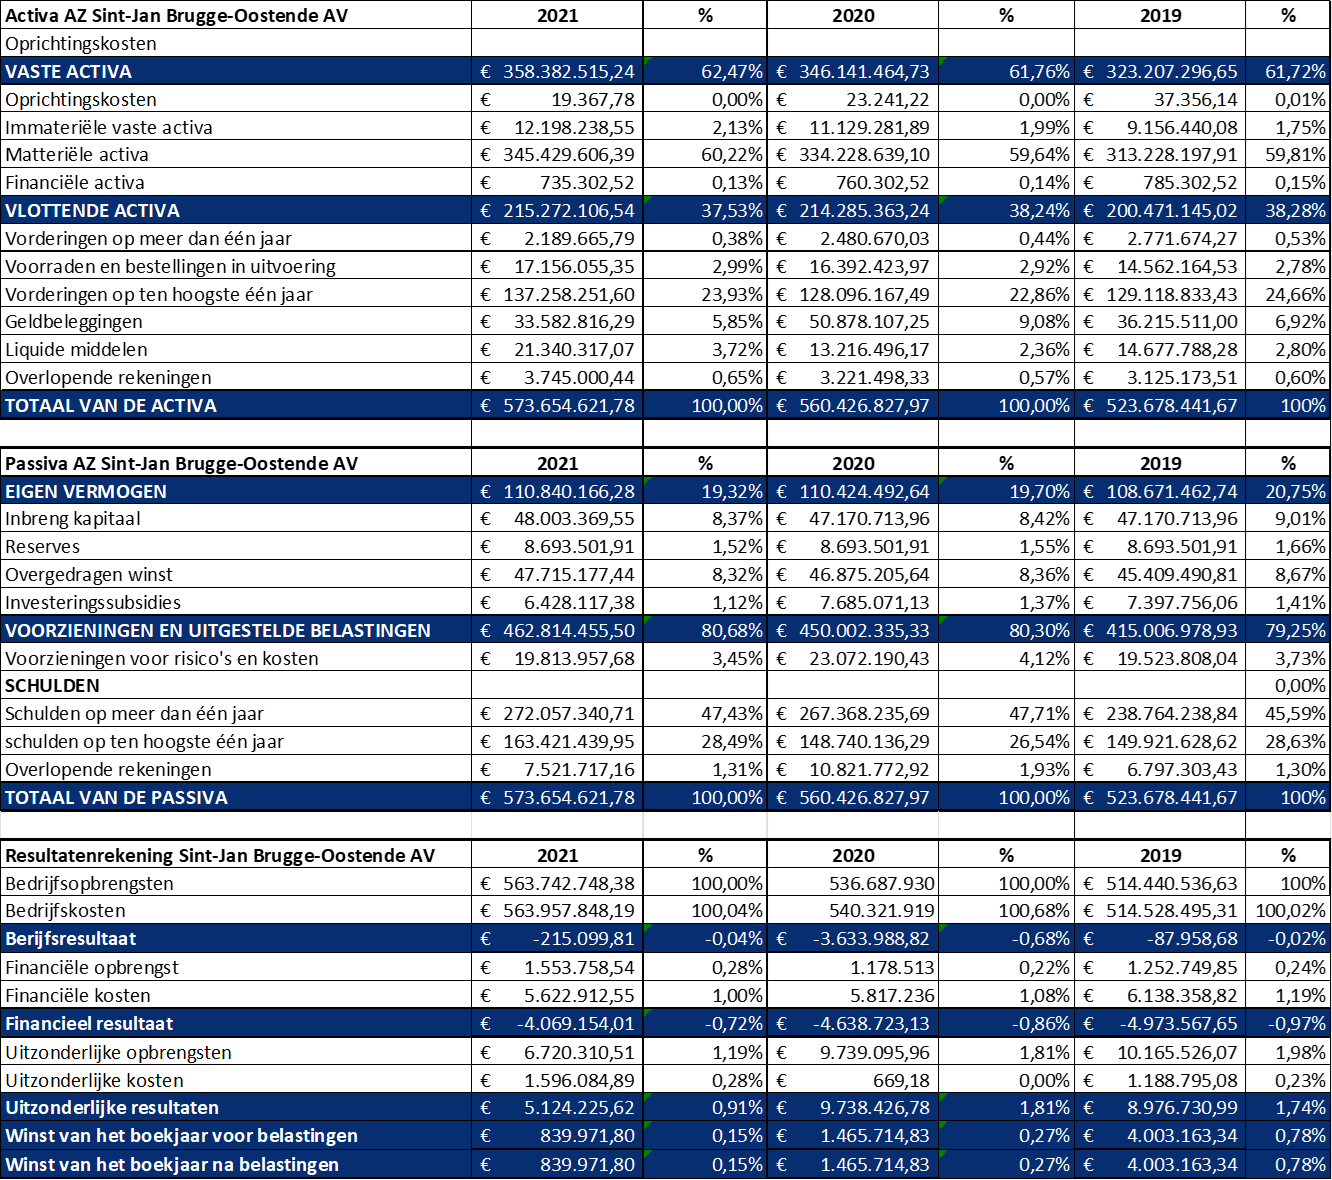 Activa AZ Sint-Jan Brugge-Oostende AV 2021 % 2020 % 2019 %
Oprichtingskosten
VASTE ACTIVA € 358.382.515,24 62,47% € 346.141.464,73 61,76% € 323.207.296,65 61,72%
Oprichtingskosten € 19.367,78 0,00% € 23.241,22 0,00% € 37.356,14 0,01%
Immateriële vaste activa € 12.198.238,55 2,13% € 11.129.281,89 1,99% € 9.156.440,08 1,75%
Matteriële activa € 345.429.606,39 60,22% € 334.228.639,10 59,64% € 313.228.197,91 59,81%
Financiële activa € 735.302,52 0,13% € 760.302,52 0,14% € 785.302,52 0,15%
VLOTTENDE ACTIVA € 215.272.106,54 37,53% € 214.285.363,24 38,24% € 200.471.145,02 38,28%
Vorderingen op meer dan één jaar € 2.189.665,79 0,38% € 2.480.670,03 0,44% € 2.771.674,27 0,53%
Voorraden en bestellingen in uitvoering € 17.156.055,35 2,99% € 16.392.423,97 2,92% € 14.562.164,53 2,78%
Vorderingen op ten hoogste één jaar € 137.258.251,60 23,93% € 128.096.167,49 22,86% € 129.118.833,43 24,66%
Geldbeleggingen € 33.582.816,29 5,85% € 50.878.107,25 9,08% € 36.215.511,00 6,92%
Liquide middelen € 21.340.317,07 3,72% € 13.216.496,17 2,36% € 14.677.788,28 2,80%
Overlopende rekeningen € 3.745.000,44 0,65% € 3.221.498,33 0,57% € 3.125.173,51 0,60%
TOTAAL VAN DE ACTIVA € 573.654.621,78 100,00% € 560.426.827,97 100,00% € 523.678.441,67 100%
Passiva AZ Sint-Jan Brugge-Oostende AV 2021 % 2020 % 2019 %
EIGEN VERMOGEN € 110.840.166,28 19,32% € 110.424.492,64 19,70% € 108.671.462,74 20,75%
Inbreng kapitaal € 48.003.369,55 8,37% € 47.170.713,96 8,42% € 47.170.713,96 9,01%
Reserves € 8.693.501,91 1,52% € 8.693.501,91 1,55% € 8.693.501,91 1,66%
Overgedragen winst € 47.715.177,44 8,32% € 46.875.205,64 8,36% € 45.409.490,81 8,67%
Investeringssubsidies € 6.428.117,38 1,12% € 7.685.071,13 1,37% € 7.397.756,06 1,41%
VOORZIENINGEN EN UITGESTELDE BELASTINGEN € 462.814.455,50 80,68% € 450.002.335,33 80,30% € 415.006.978,93 79,25%
Voorzieningen voor risico's en kosten € 19.813.957,68 3,45% € 23.072.190,43 4,12% € 19.523.808,04 3,73%
SCHULDEN 0,00%
Schulden op meer dan één jaar € 272.057.340,71 47,43% € 267.368.235,69 47,71% € 238.764.238,84 45,59%
schulden op ten hoogste één jaar € 163.421.439,95 28,49% € 148.740.136,29 26,54% € 149.921.628,62 28,63%
Overlopende rekeningen € 7.521.717,16 1,31% € 10.821.772,92 1,93% € 6.797.303,43 1,30%
TOTAAL VAN DE PASSIVA € 573.654.621,78 100,00% € 560.426.827,97 100,00% € 523.678.441,67 100%
Resultatenrekening Sint-Jan Brugge-Oostende AV 2021 % 2020 % 2019 %
Bedrijfsopbrengsten € 563.742.748,38 100,00% 536.687.930 100,00% € 514.440.536,63 100%
Bedrijfskosten € 563.957.848,19 100,04% 540.321.919 100,68% € 514.528.495,31 100,02%
Berijfsresultaat € -215.099,81 -0,04% € -3.633.988,82 -0,68% € -87.958,68 -0,02%
Financiële opbrengst € 1.553.758,54 0,28% 1.178.513 0,22% € 1.252.749,85 0,24%
Financiële kosten € 5.622.912,55 1,00% 5.817.236 1,08% € 6.138.358,82 1,19%
Financieel resultaat € -4.069.154,01 -0,72% € -4.638.723,13 -0,86% € -4.973.567,65 -0,97%
Uitzonderlijke opbrengsten € 6.720.310,51 1,19% € 9.739.095,96 1,81% € 10.165.526,07 1,98%
Uitzonderlijke kosten € 1.596.084,89 0,28% € 669,18 0,00% € 1.188.795,08 0,23%
Uitzonderlijke resultaten € 5.124.225,62 0,91% € 9.738.426,78 1,81% € 8.976.730,99 1,74%
Winst van het boekjaar voor belastingen € 839.971,80 0,15% € 1.465.714,83 0,27% € 4.003.163,34 0,78%
Winst van het boekjaar na belastingen € 839.971,80 0,15% € 1.465.714,83 0,27% € 4.003.163,34 0,78%